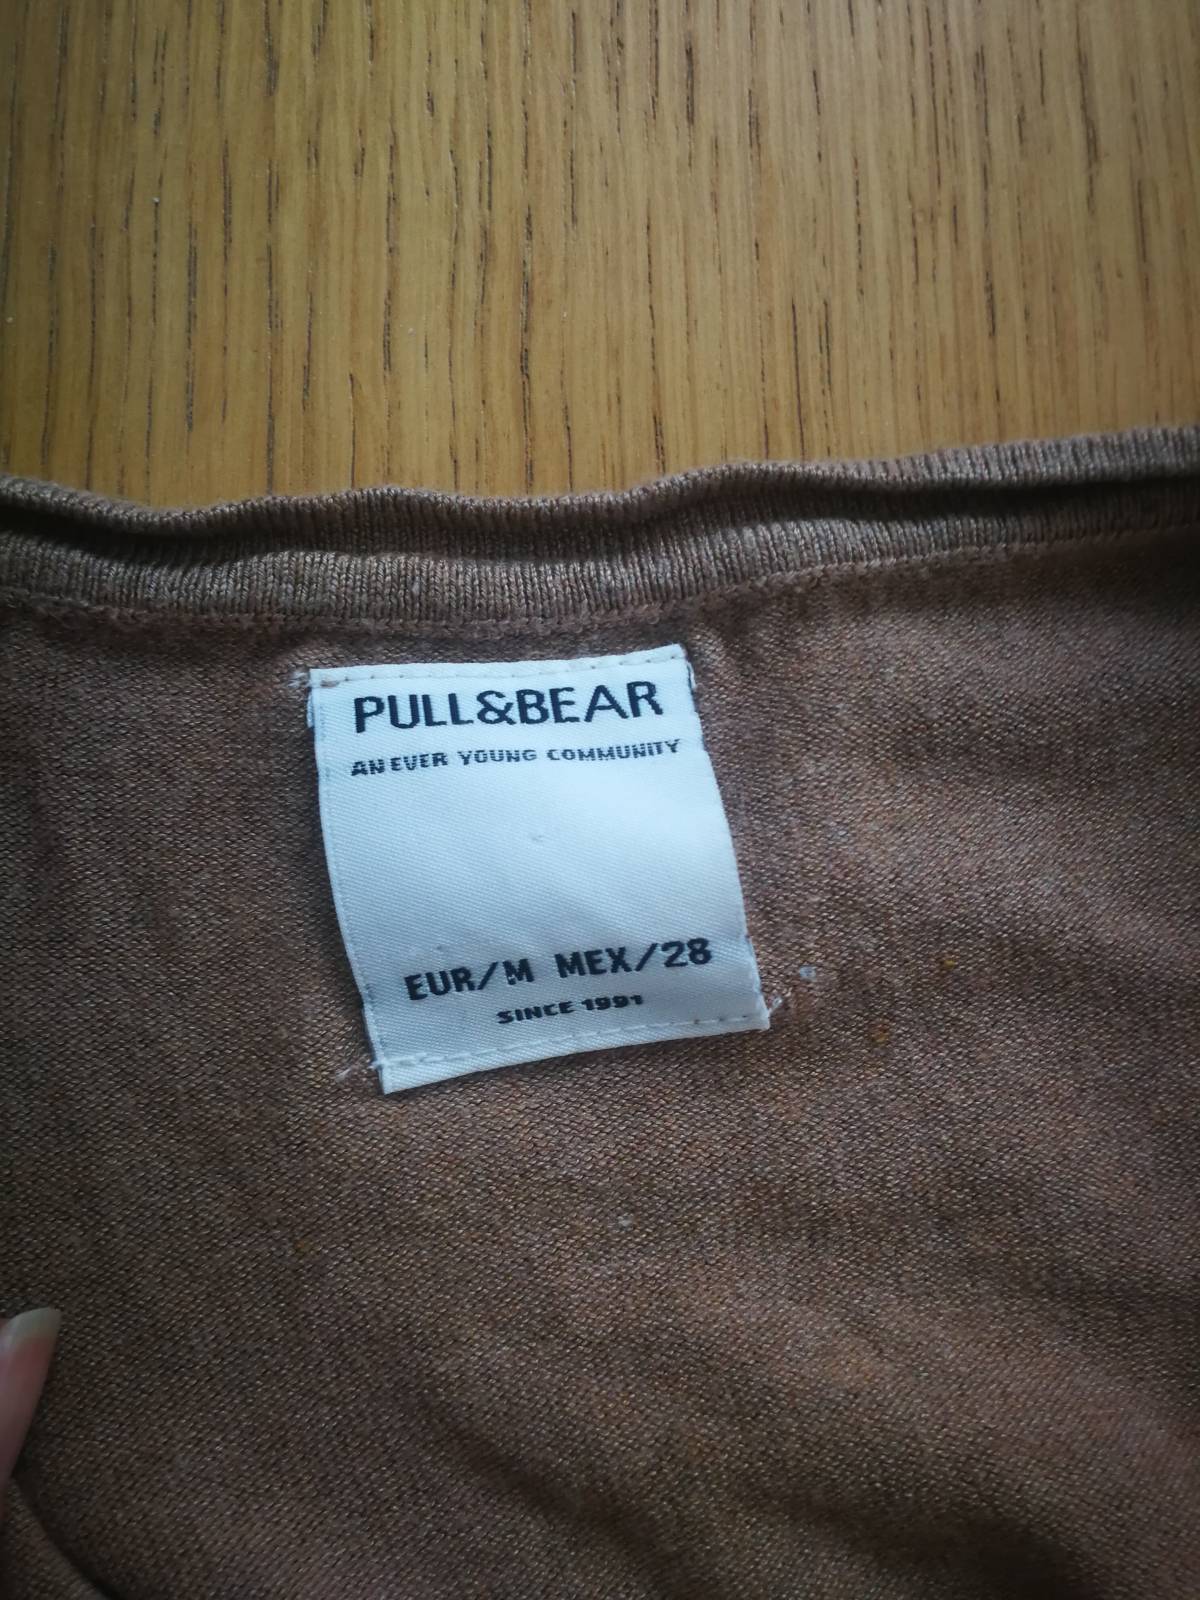 PULL&BEAR
AN EVER YOUNG COMMUNITY
EUR/M MEX/28
SINCE 1991